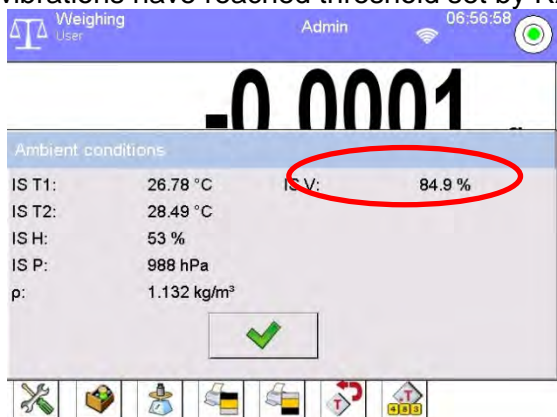 vibrations have reached threshold set by
Weighing
User
Admin
06:56:58
-0.0001
Ambient conditions
IS T1: 26.78 °C IS V: 84.9 %
IS T2: 28.49 °C
IS H: 53 %
IS P: 988 hPa
ρ: 1.132 kg/m³
T
T
483